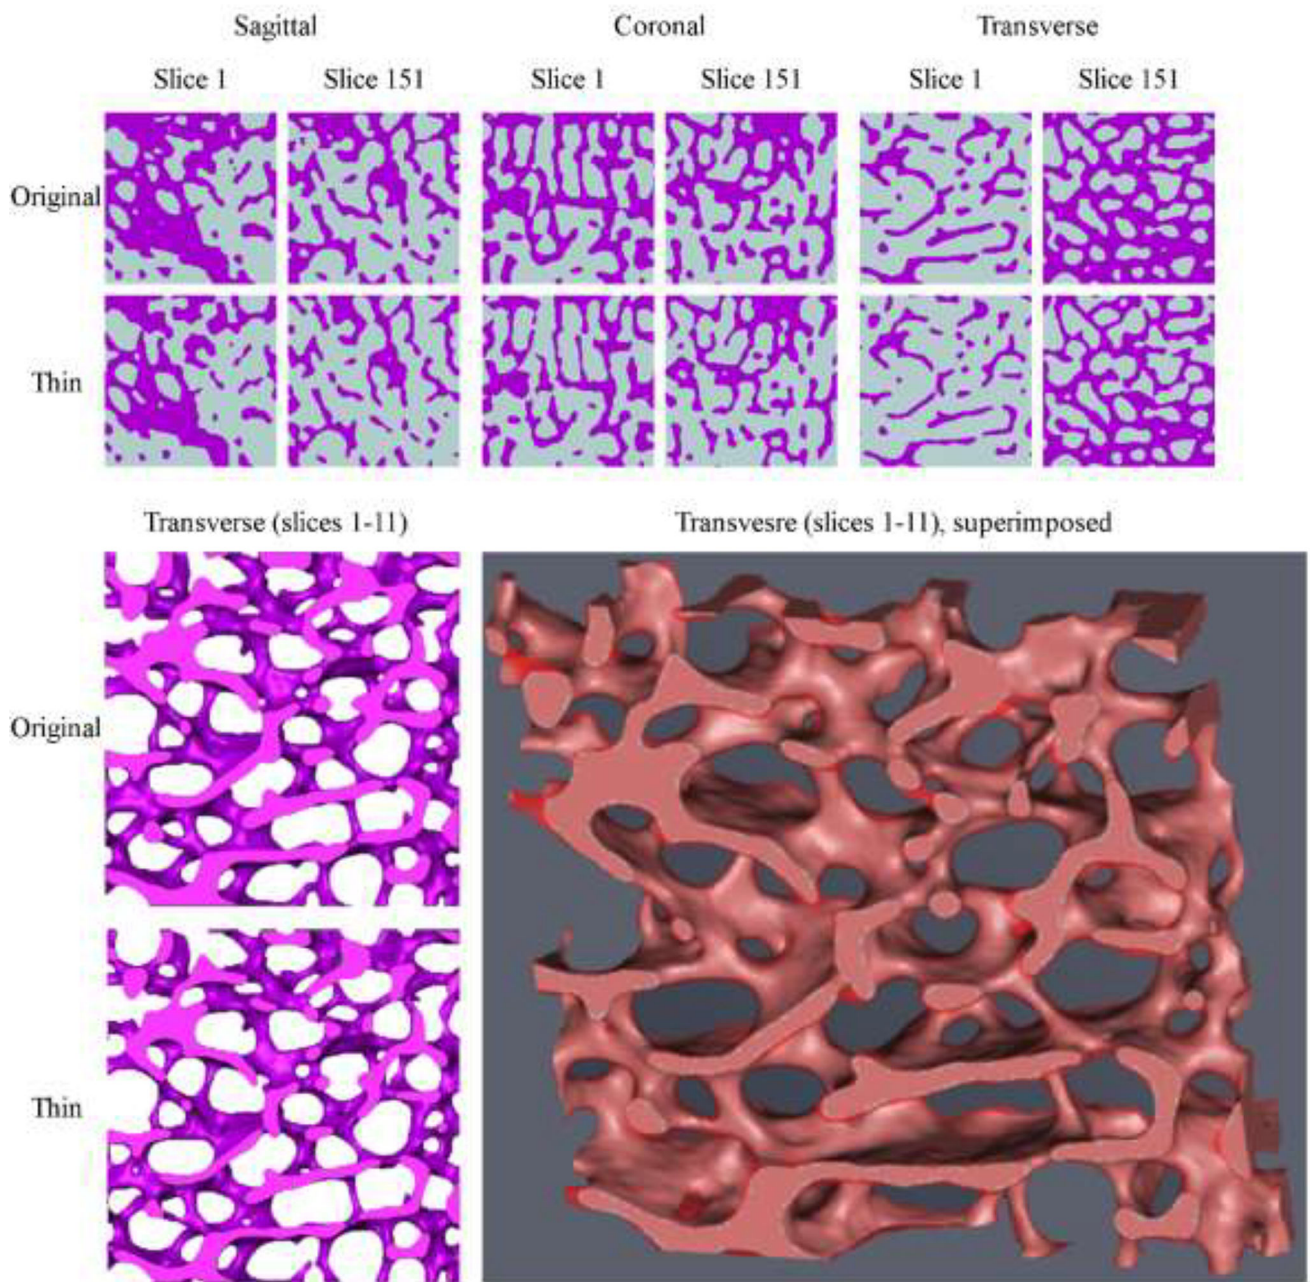 Sagittal Coronal Transverse
Slice 1 Slice 151 Slice 1 Slice 151 Slice 1 Slice 151
Original
Thin
Transverse (slices 1-11) Transvesre (slices 1-11), superimposed
Original
Thin